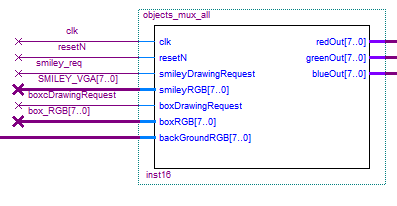 objects_mux_all
clk
resetN
smiley_req
SMILEY_VGA[7..0]
boxcDrawingRequest
box_RGB[7..0]
clk
resetN
smileyDrawingRequest
smileyRGB[7..0]
boxDrawingRequest
boxRGB[7..0]
backGroundRGB[7..0]
redOut[7..0]
greenOut[7..0]
blueOut[7..0]
inst16